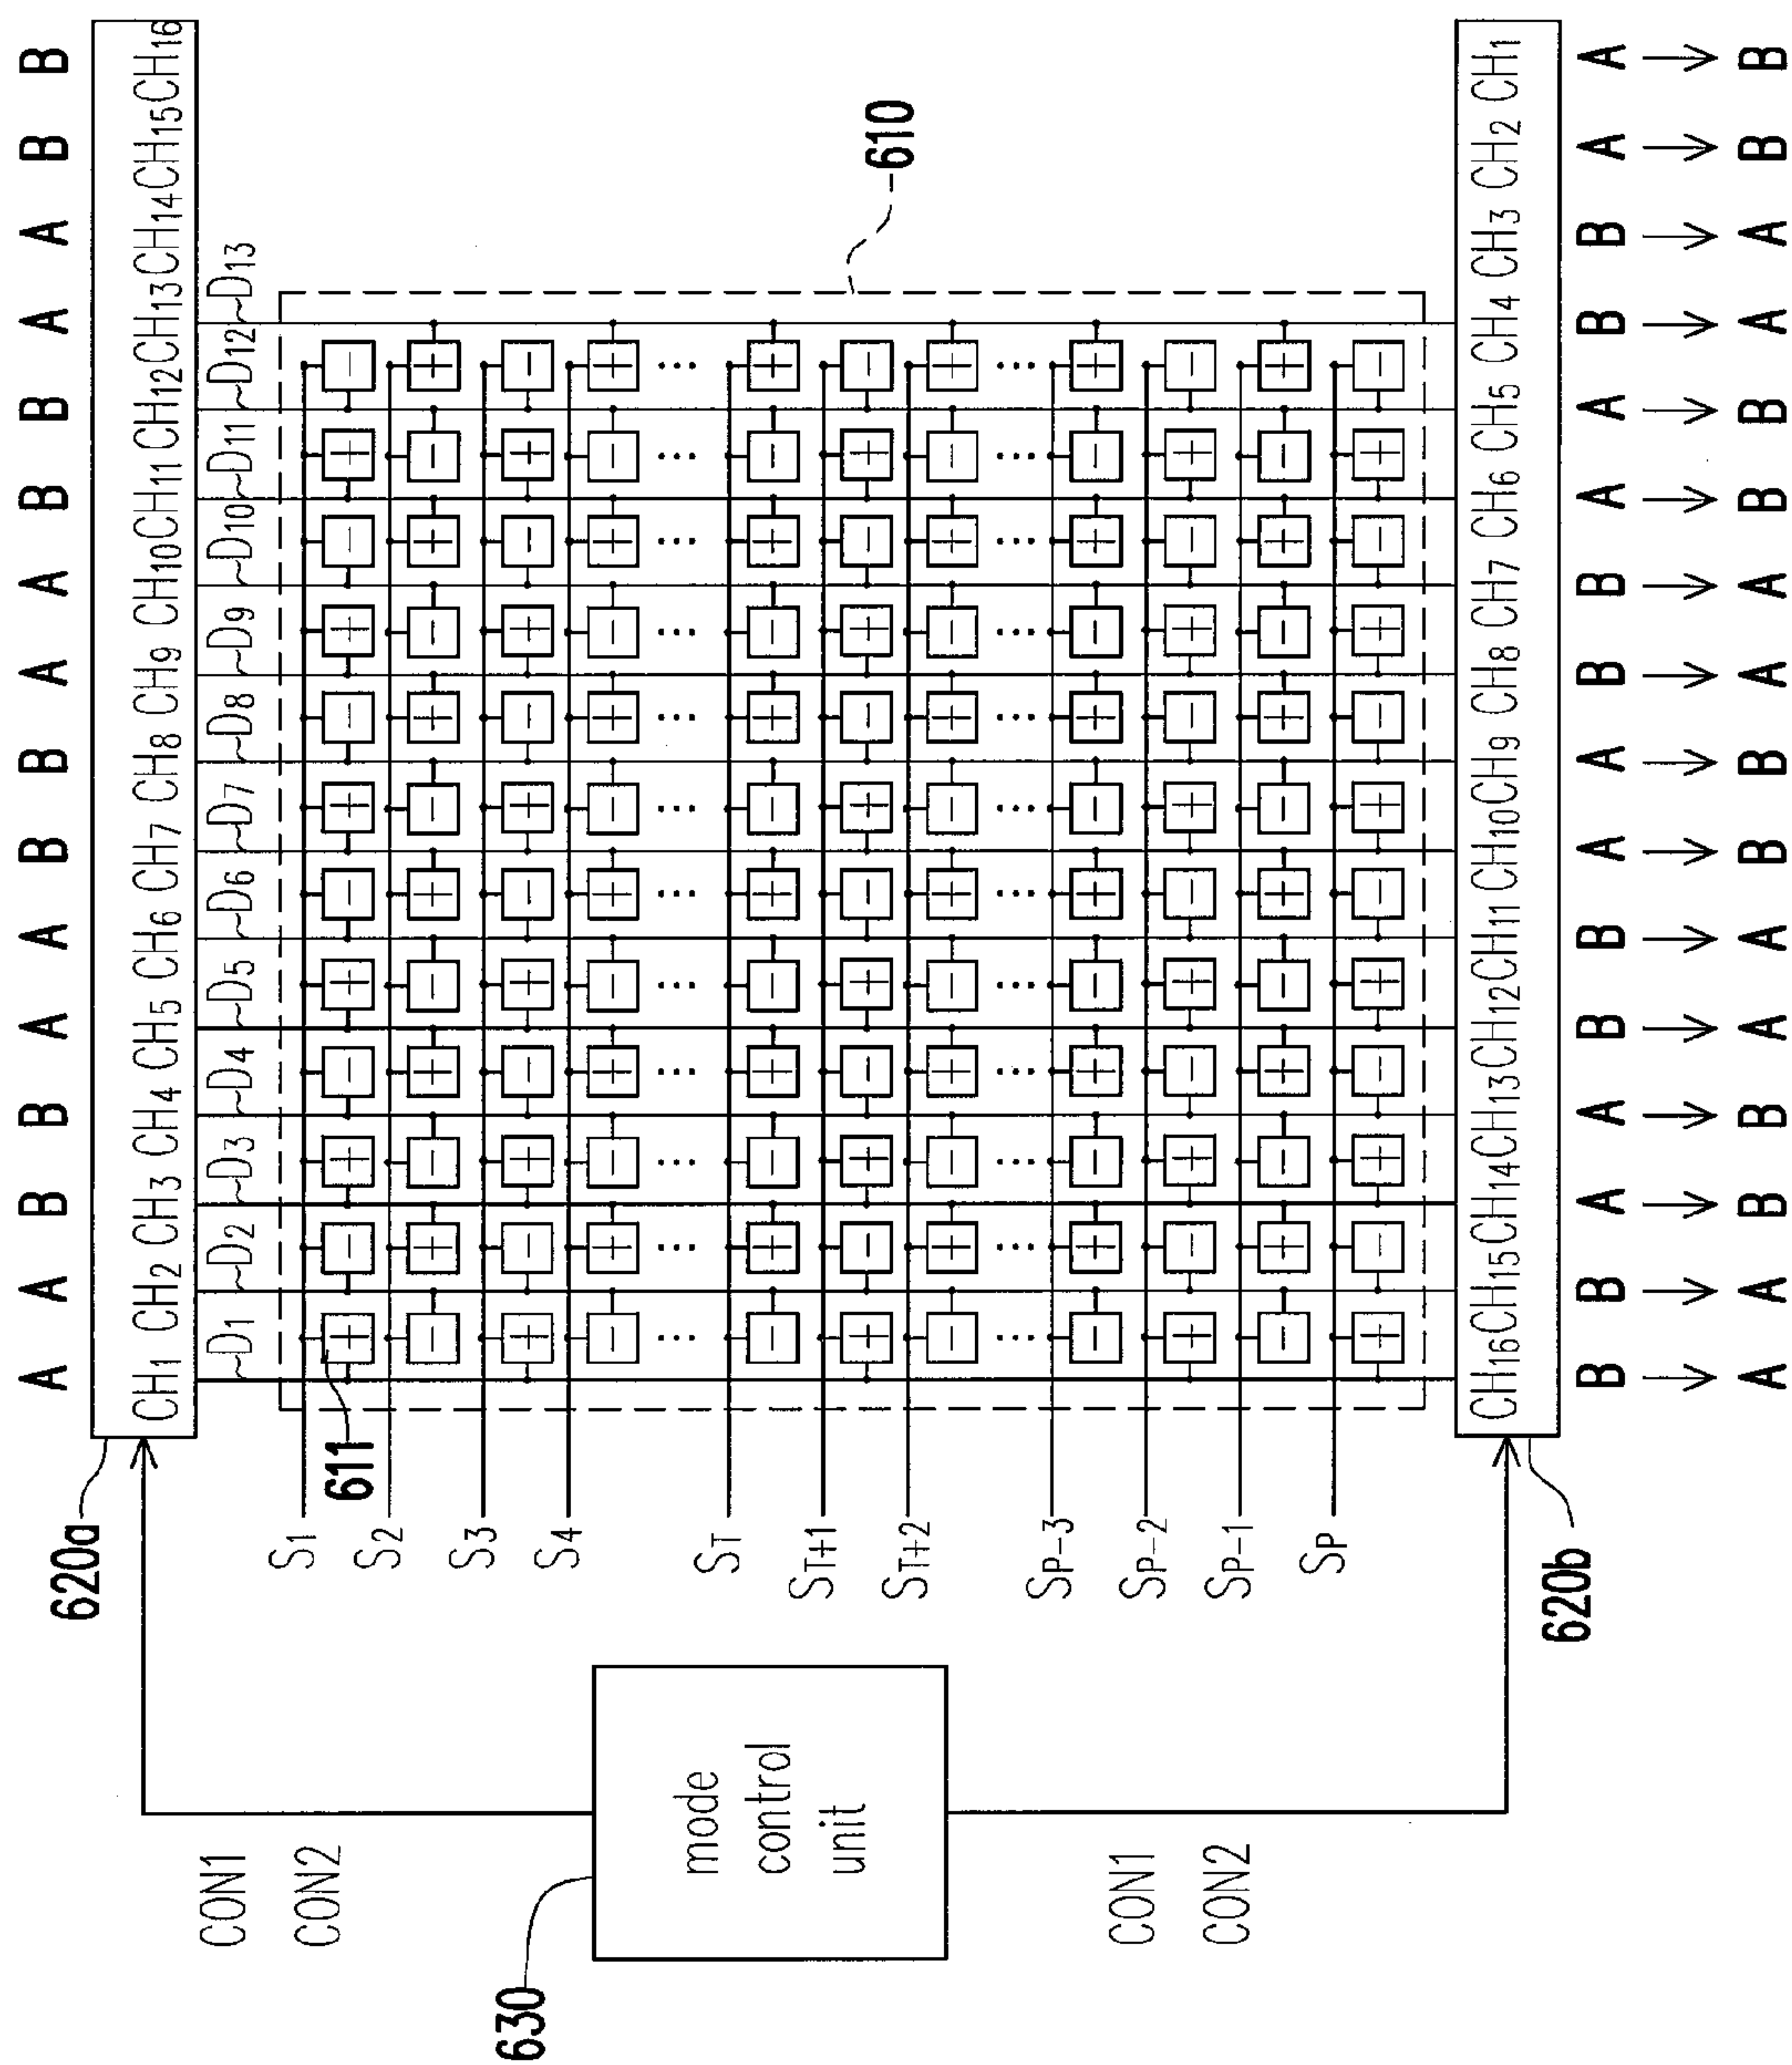 A A B B A A B B A A B B A A B B
620a
CH1 CH2 CH3 CH4 CH5 CH6 CH7 CH8 CH9 CH10 CH11 CH12 CH13 CH14 CH15 CH16
CON1
D1 D2 D3 D4 D5 D6 D7 D8 D9 D10 D11 D12 D13
CON2
S1
611
S2
S3
S4
630
mode
control
unit
ST
ST+1
610
ST+2
SP-3
CON1
SP-2
CON2
SP-1
SP
CH16 CH15 CH14 CH13 CH12 CH11 CH10 CH9 CH8 CH7 CH6 CH5 CH4 CH3 CH2 CH1
620b
B B A A B B A A B B A A B B A A
A A B B A A B B A A B B A A B B